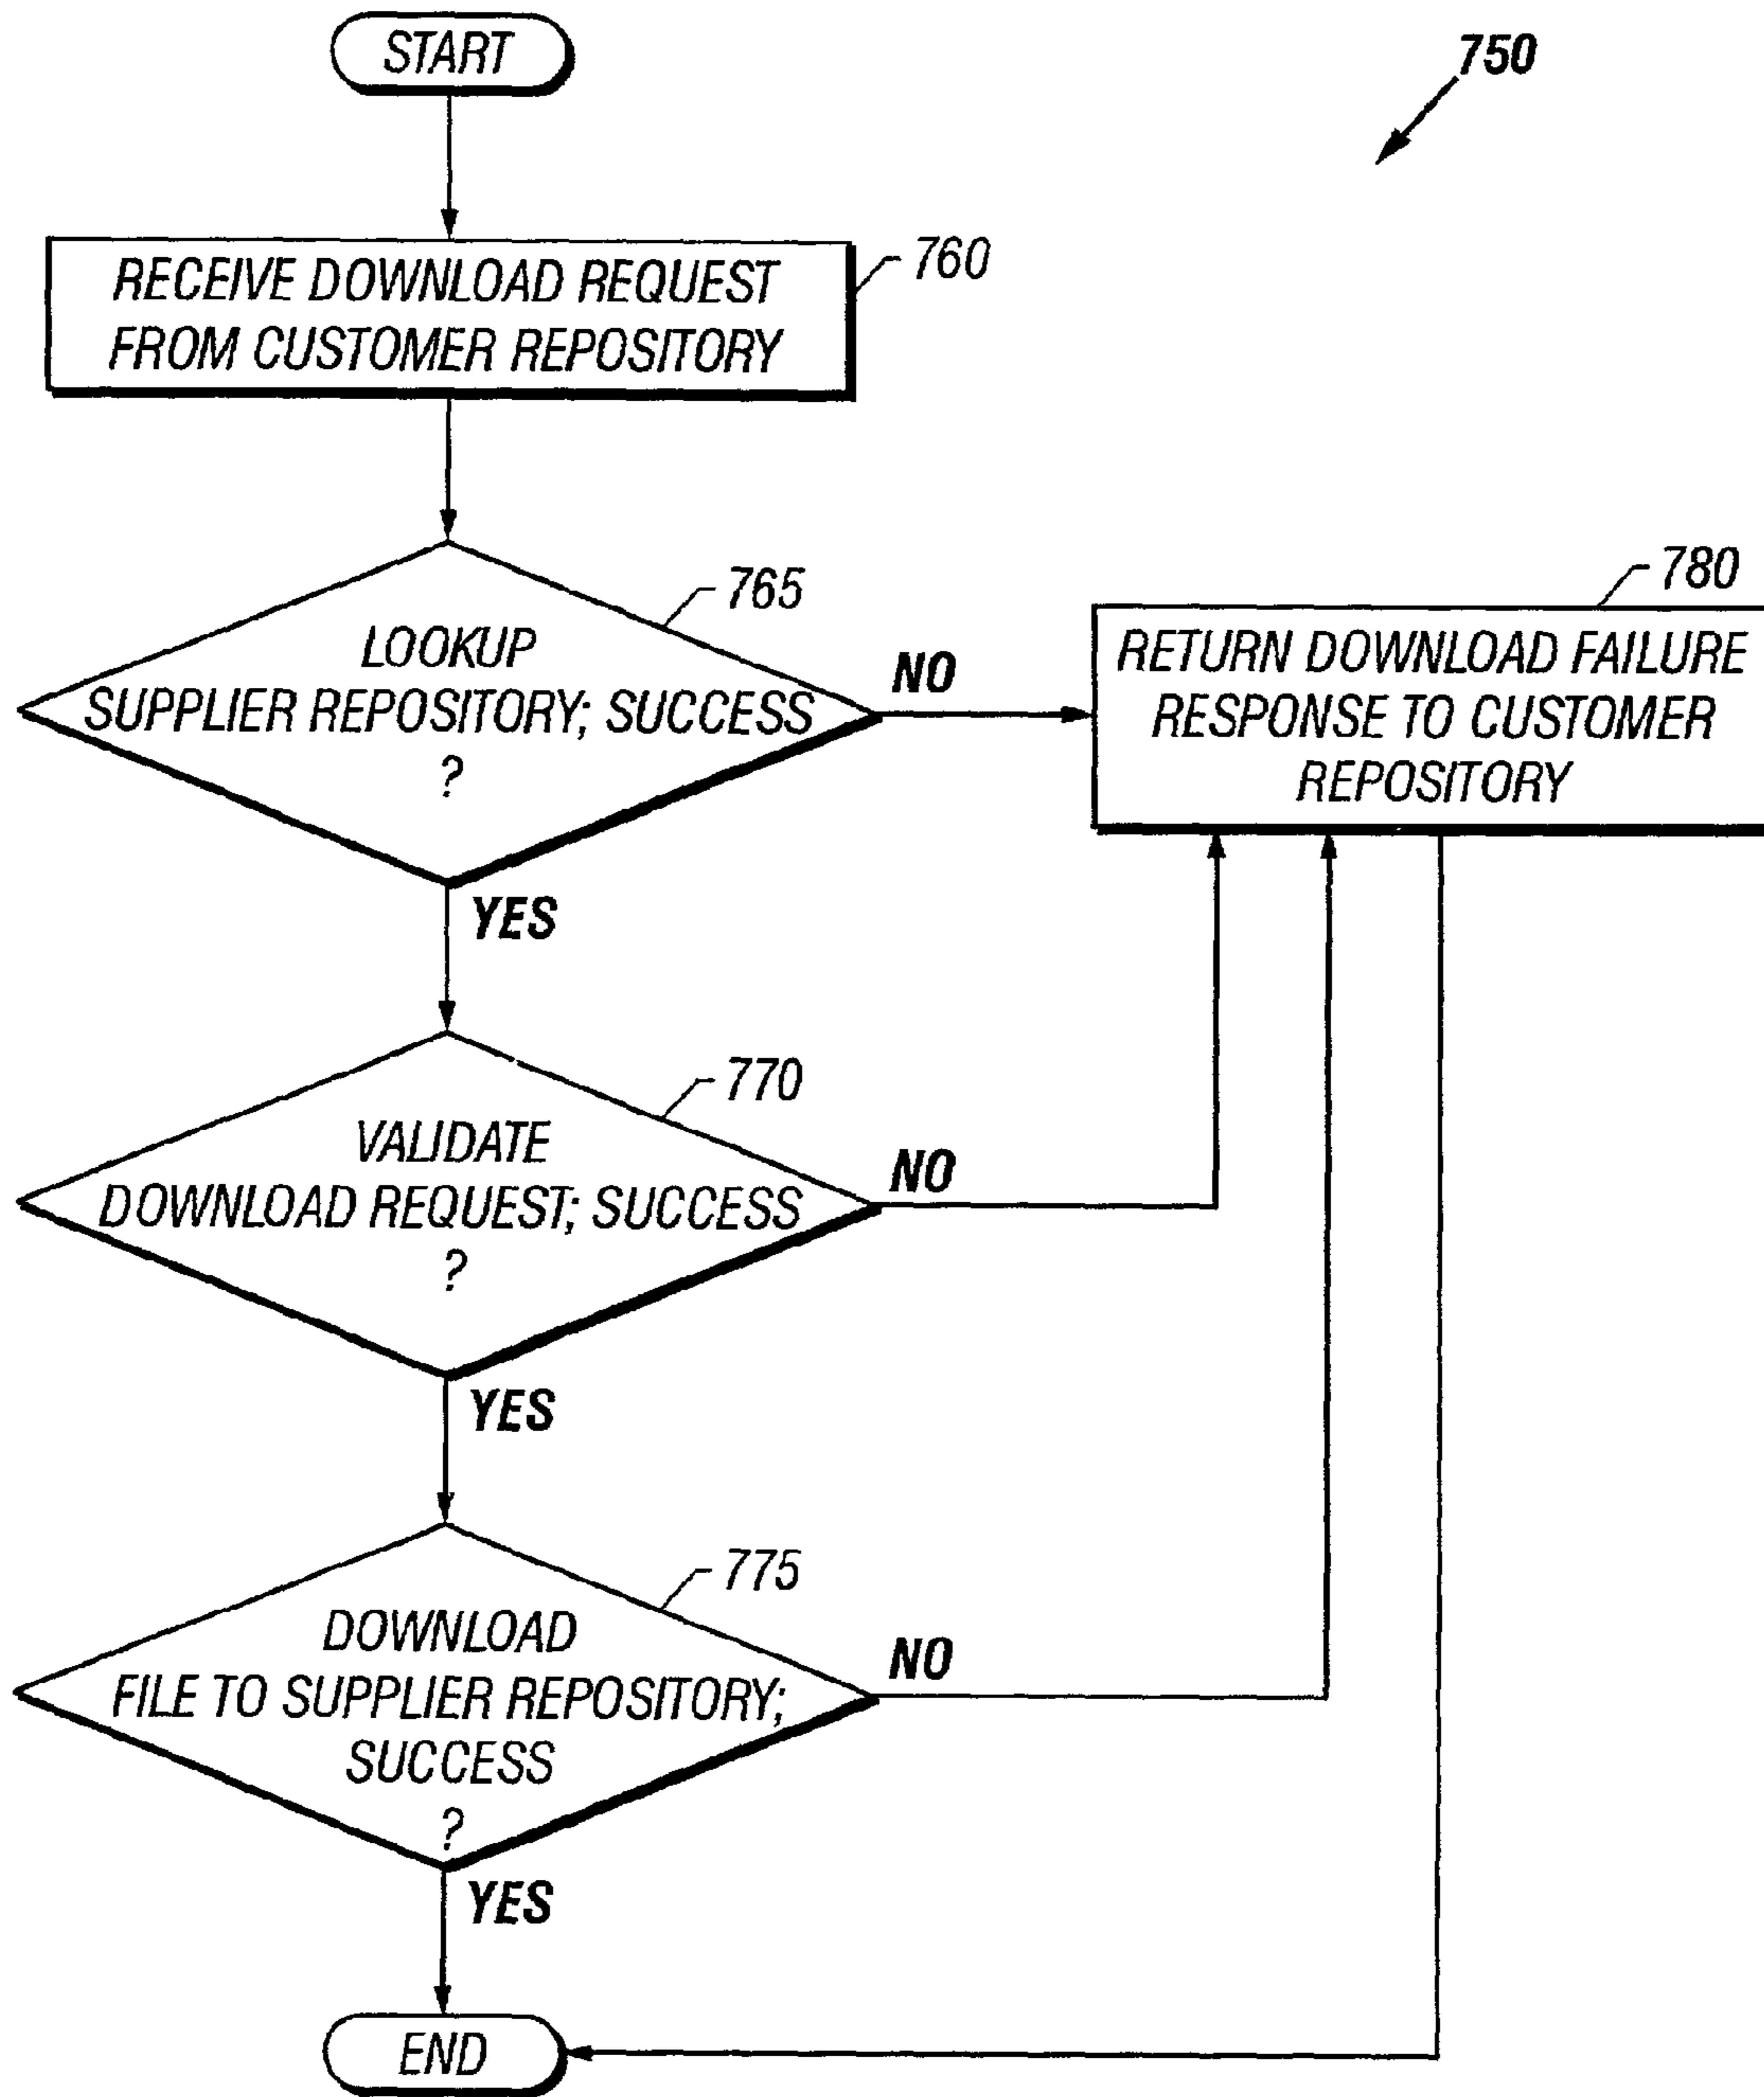 START
750
RECEIVE DOWNLOAD REQUEST
FROM CUSTOMER REPOSITORY
760
LOOKUP
SUPPLIER REPOSITORY; SUCCESS
?
765
NO
YES
780
RETURN DOWNLOAD FAILURE
RESPONSE TO CUSTOMER
REPOSITORY
VALIDATE
DOWNLOAD REQUEST; SUCCESS
?
770
NO
YES
DOWNLOAD
FILE TO SUPPLIER REPOSITORY;
SUCCESS
?
775
NO
YES
END